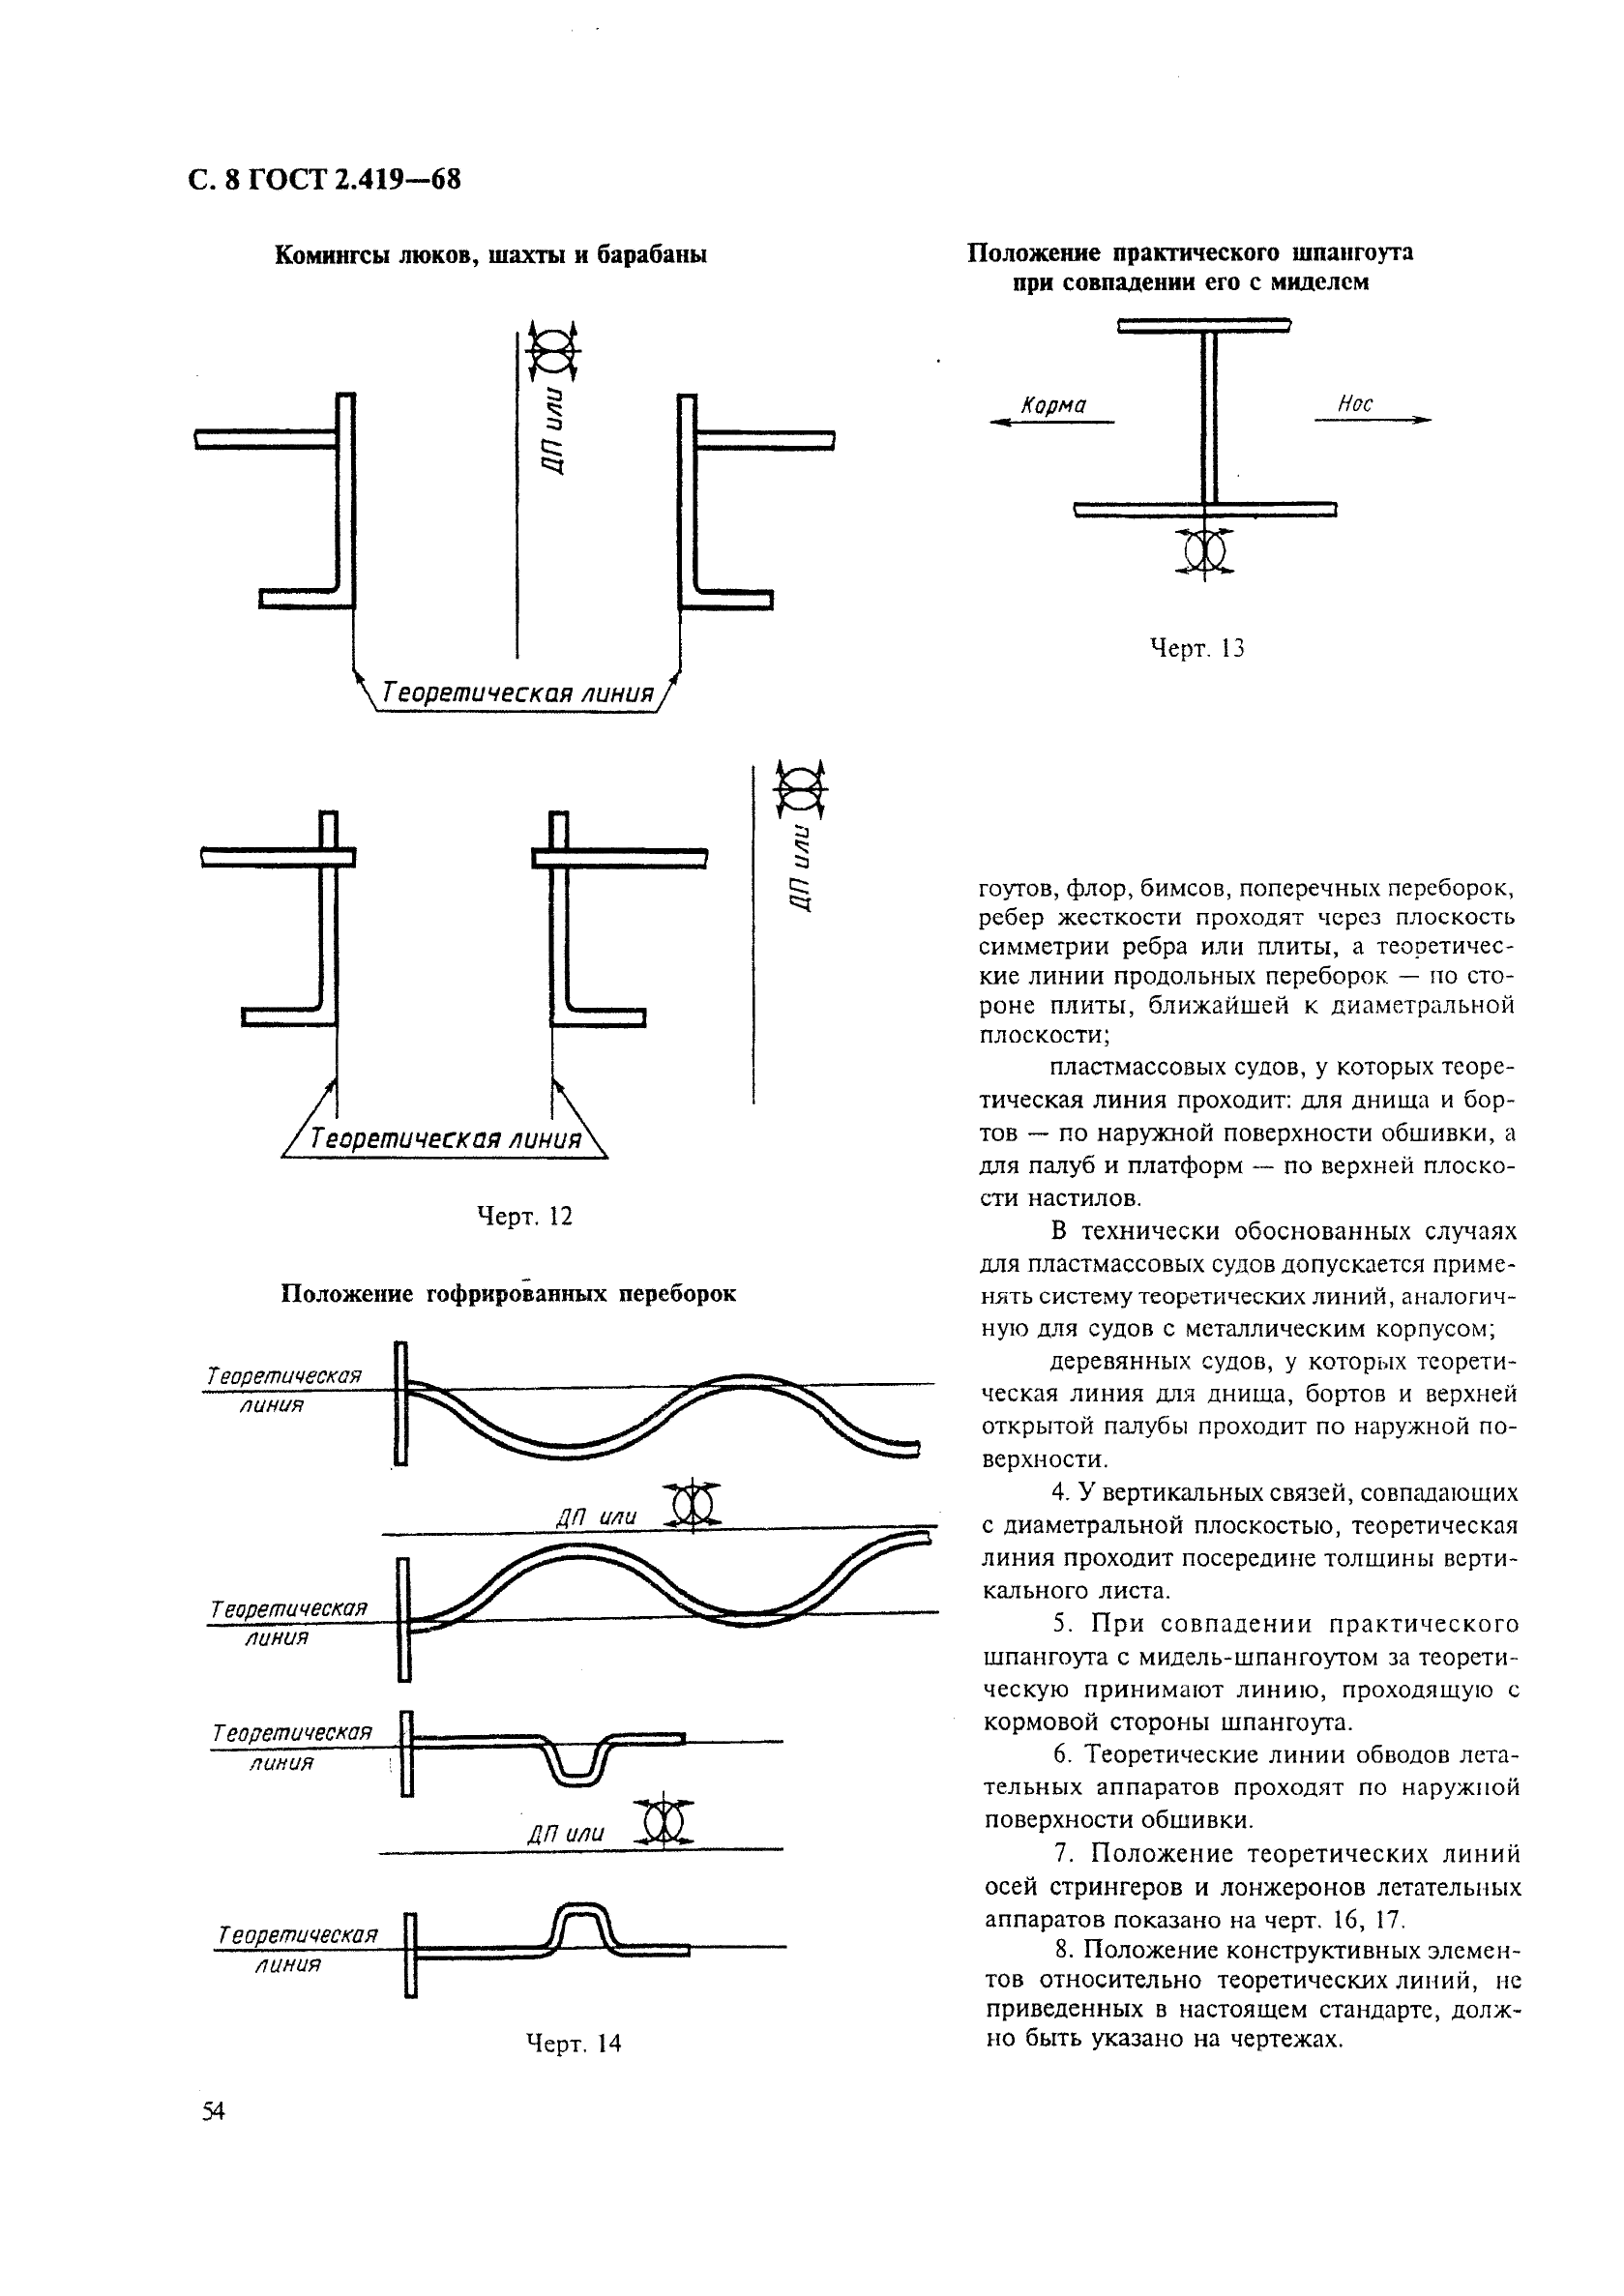 С. 8 ГОСТ 2.419—68
Комингсы люков, шахты и барабаны
ДП или
Теоретическая линия
ДП или
Теоретическая линия
Черт. 12
Положение гофрированных переборок
Теоретическая
линия
ДП или
Теоретическая
линия
Теоретическая
линия
ДП или
Теоретическая
линия
Черт. 14
Положение практического шпангоута
при совпадении его с миделем
Корма
Нос
Черт. 13
гоутов, флор, бимсов, поперечных переборок,
ребер жесткости проходят через плоскость
симметрии ребра или плиты, а теоретичес-
кие линии продольных переборок — по сто-
роне плиты, ближайшей к диаметральной
плоскости;
пластмассовых судов, у которых теоре-
тическая линия проходит: для днища и бор-
тов — по наружной поверхности обшивки, а
для палуб и платформ — по верхней плоско-
сти настилов.
В технически обоснованных случаях
для пластмассовых судов допускается приме-
нять систему теоретических линий, аналогич-
ную для судов с металлическим корпусом;
деревянных судов, у которых теорети-
ческая линия для днища, бортов и верхней
открытой палубы проходит по наружной по-
верхности.
4. У вертикальных связей, совпадающих
с диаметральной плоскостью, теоретическая
линия проходит посередине толщины верти-
кального листа.
5. При совпадении практического
шпангоута с мидель-шпангоутом за теорети-
ческую принимают линию, проходящую с
кормовой стороны шпангоута.
6. Теоретические линии обводов лета-
тельных аппаратов проходят по наружной
поверхности обшивки.
7. Положение теоретических линий
осей стрингеров и лонжеронов летательных
аппаратов показано на черт. 16, 17.
8. Положение конструктивных элемен-
тов относительно теоретических линий, не
приведенных в настоящем стандарте, долж-
но быть указано на чертежах.
54